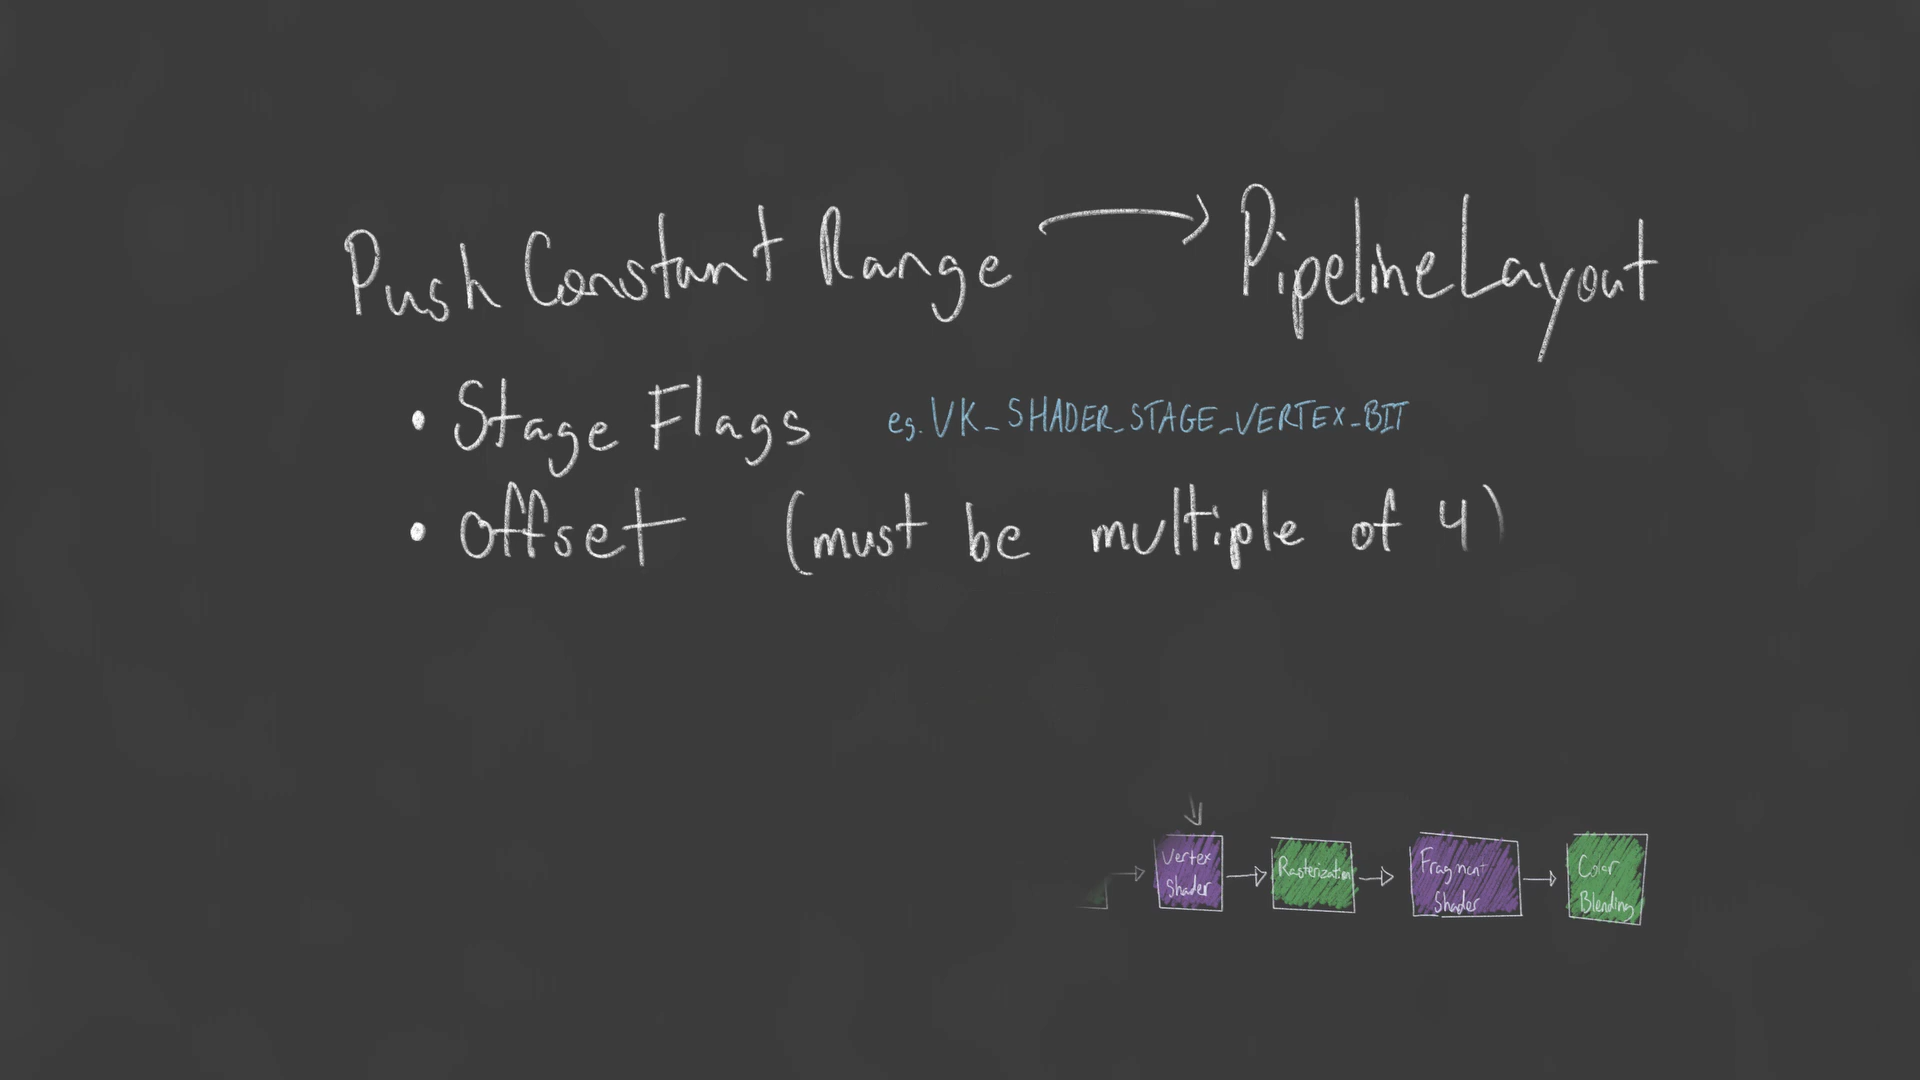 Push Constant Range → PipelineLayout
• Stage Flags eg. VK_SHADER_STAGE_VERTEX_BIT
• Offset (must be multiple of 4)
Vertex
Shader
Rasterization
Fragment
Shader
Color
Blending